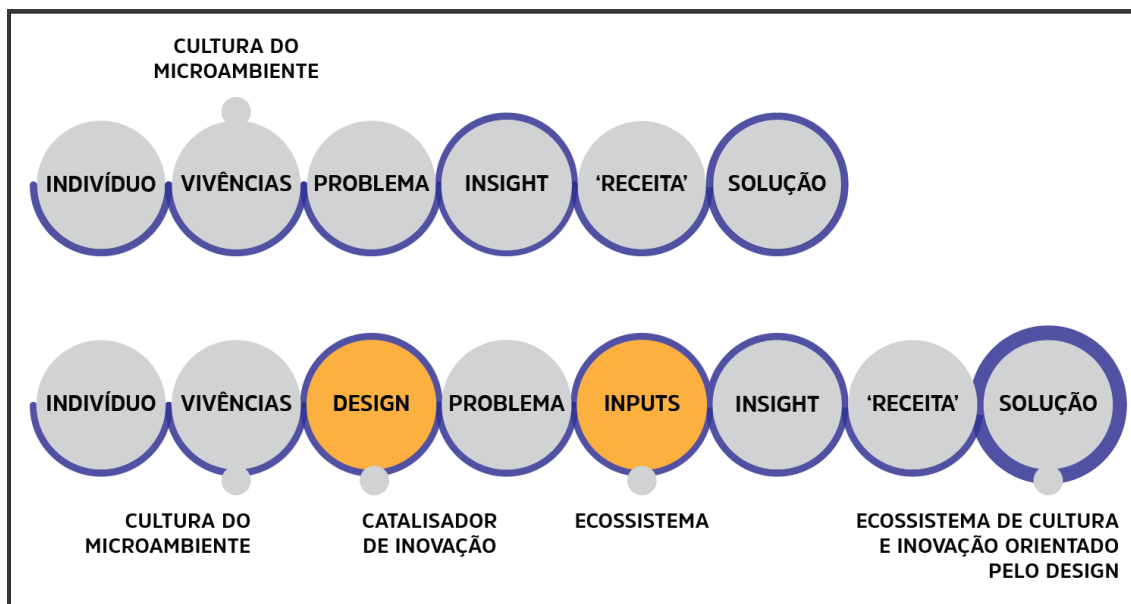 CULTURA DO
MICROAMBIENTE
INDIVÍDUO VIVÊNCIAS PROBLEMA INSIGHT ‘RECEITA’ SOLUÇÃO
INDIVÍDUO VIVÊNCIAS DESIGN PROBLEMA INPUTS INSIGHT ‘RECEITA’ SOLUÇÃO
CULTURA DO
MICROAMBIENTE
CATALISADOR
DE INOVAÇÃO
ECOSSISTEMA
ECOSSISTEMA DE CULTURA
E INOVAÇÃO ORIENTADO
PELO DESIGN